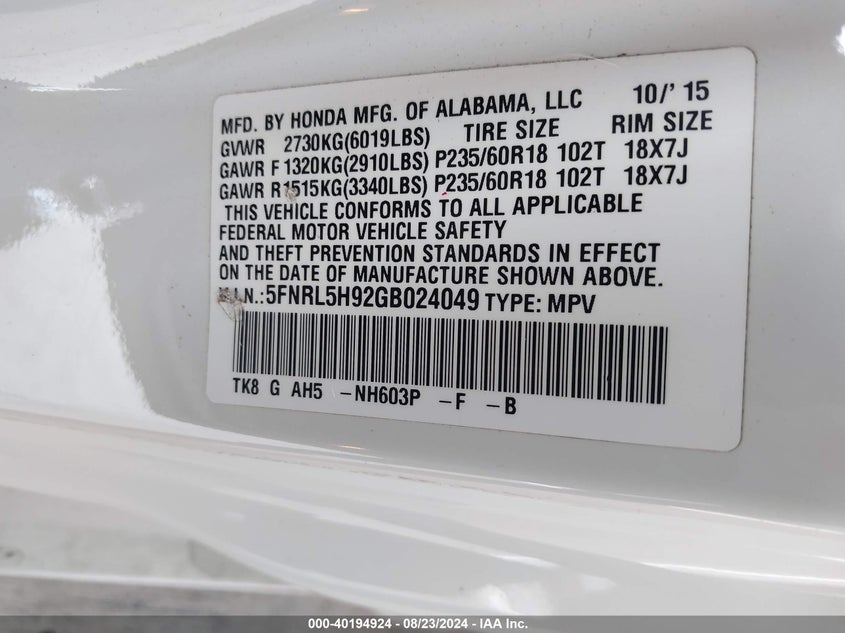 MFD. BY HONDA MFG. OF ALABAMA, LLC 10/' 15
GVWR 2730KG(6019LBS) TIRE SIZE RIM SIZE
GAWR F 1320KG(2910LBS) P235/60R18 102T 18X7J
GAWR R1515KG(3340LBS) P235/60R18 102T 18X7J
THIS VEHICLE CONFORMS TO ALL APPLICABLE
FEDERAL MOTOR VEHICLE SAFETY
AND THEFT PREVENTION STANDARDS IN EFFECT
ON THE DATE OF MANUFACTURE SHOWN ABOVE.
V.I.N.:5FNRL5H92GB024049 TYPE: MPV
TK8 G AH5 -NH603P -F -B
000-40194924 - 08/23/2024 - IAA Inc.